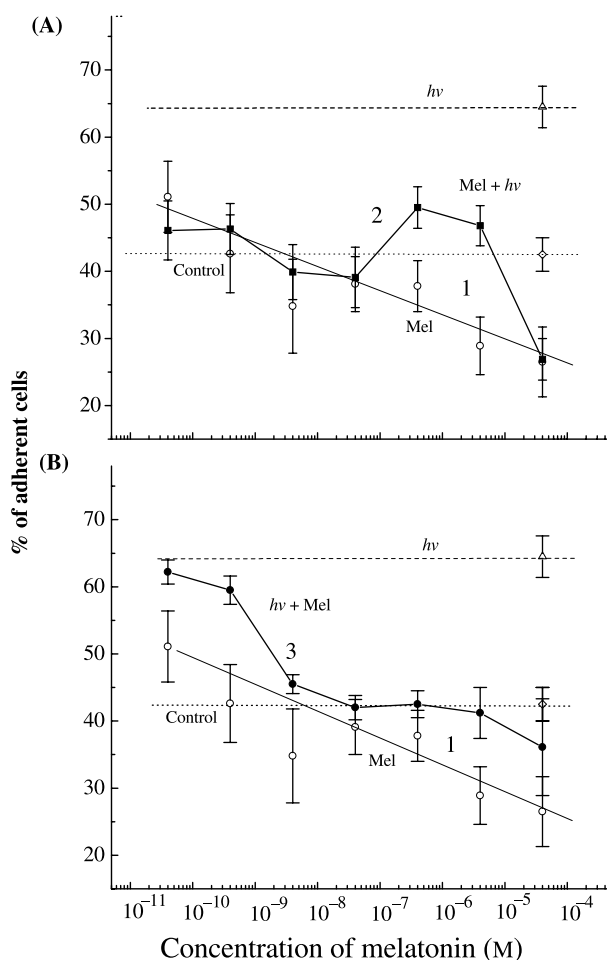 (A)
70
60
50
40
30
20
hν
Mel + hν
2
Control
1
Mel
% of adherent cells
(B)
70
60
50
40
30
20
hν
hν + Mel
3
Control
1
Mel
10⁻¹¹ 10⁻¹⁰ 10⁻⁹ 10⁻⁸ 10⁻⁷ 10⁻⁶ 10⁻⁵ 10⁻⁴
Concentration of melatonin (M)